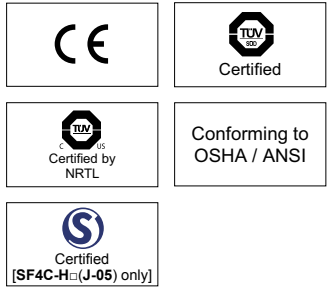 CE
TÜV
SÜD
Certified
TÜV
C US
Certified by
NRTL
Conforming to
OSHA / ANSI
S
Certified
[SF4C-H□(J-05) only]